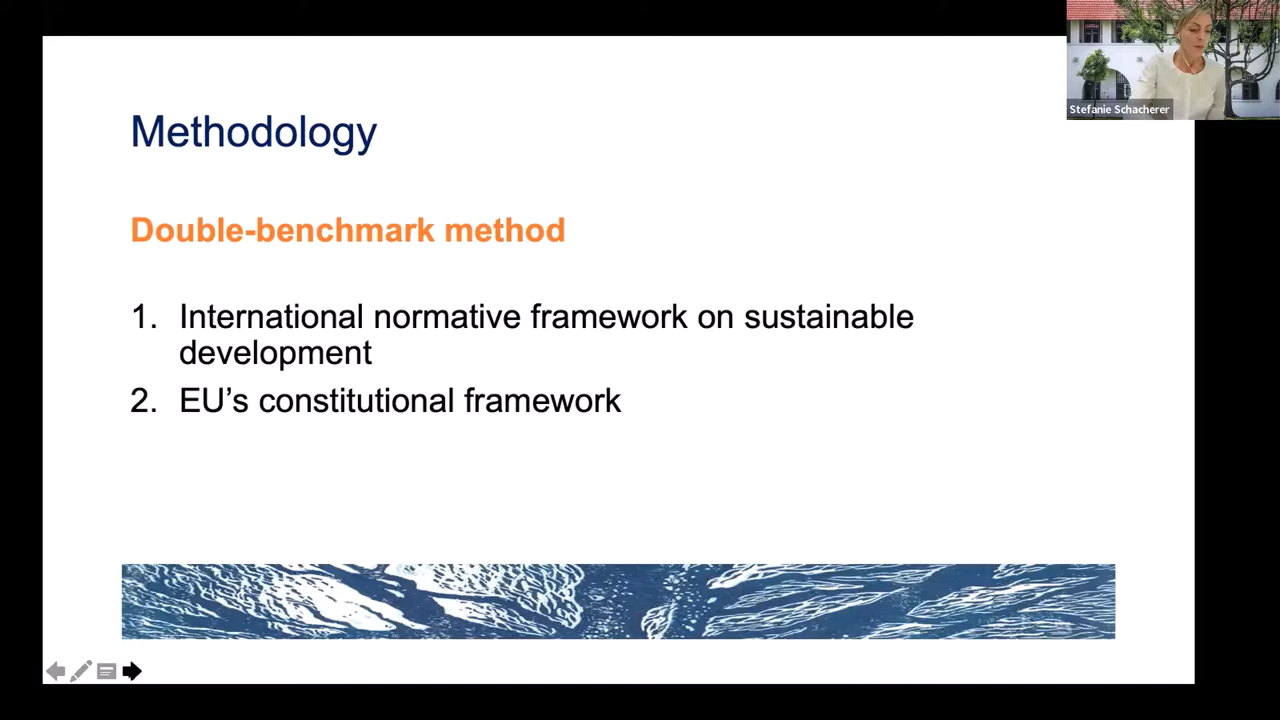 Stefanie Schacherer
Methodology
Double-benchmark method
1. International normative framework on sustainable
development
2. EU’s constitutional framework